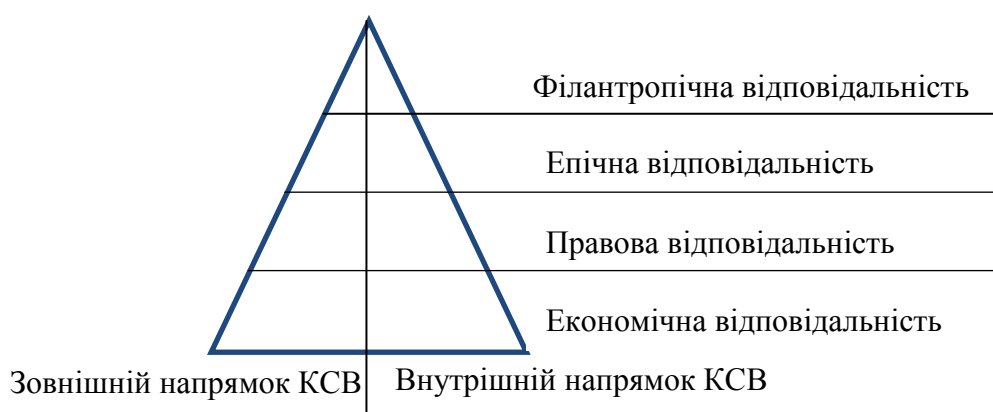 Філантропічна відповідальність
Епічна відповідальність
Правова відповідальність
Економічна відповідальність
Зовнішній напрямок КСВ
Внутрішній напрямок КСВ